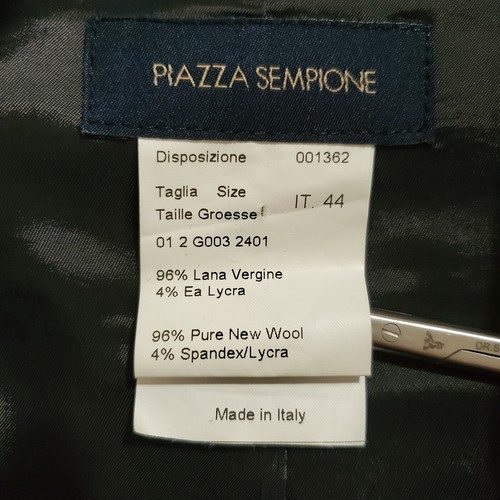 PIAZZA SEMPIONE
Disposizione 001362
Taglia Size
Taille Groesse IT. 44
01 2 G003 2401
96% Lana Vergine
4% Ea Lycra
96% Pure New Wool
4% Spandex/Lycra
Made in Italy
DR.S